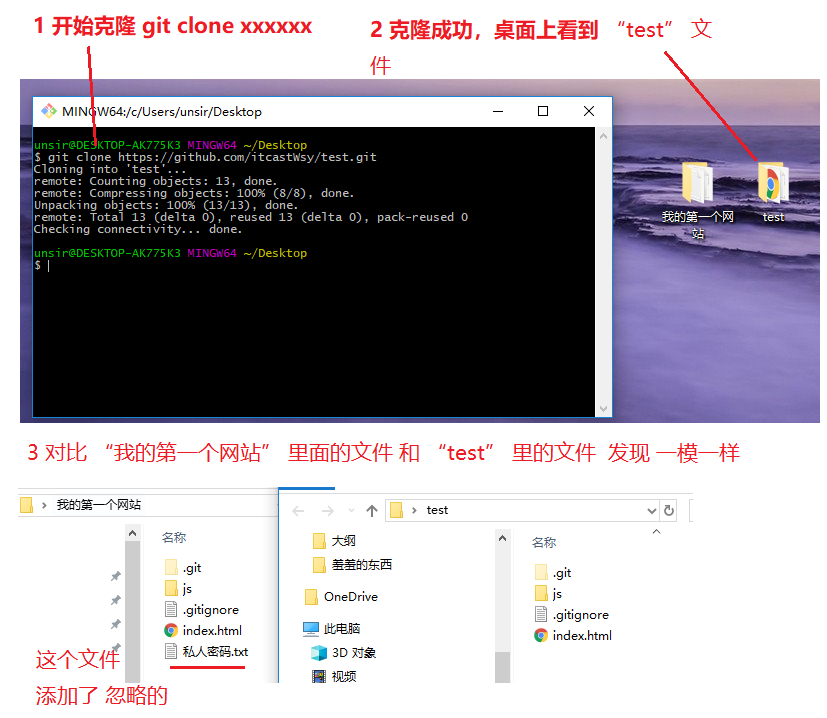 1 开始克隆 git clone xxxxxx
2 克隆成功，桌面上看到 “test” 文
件
MINGW64:/c/Users/unsir/Desktop
unsir@DESKTOP-AK775K3 MINGW64 ~/Desktop
$ git clone https://github.com/itcastWsy/test.git
Cloning into 'test'...
remote: Counting objects: 13, done.
remote: Compressing objects: 100% (8/8), done.
Unpacking objects: 100% (13/13), done.
remote: Total 13 (delta 0), reused 13 (delta 0), pack-reused 0
Checking connectivity... done.
unsir@DESKTOP-AK775K3 MINGW64 ~/Desktop
$
我的第一个网
站
test
3 对比 “我的第一个网站” 里面的文件 和 “test” 里的文件 发现 一模一样
我的第一个网站
名称
.git
js
.gitignore
index.html
私人密码.txt
这个文件
添加了 忽略的
test
大纲
羞羞的东西
OneDrive
此电脑
3D 对象
视频
名称
.git
js
.gitignore
index.html